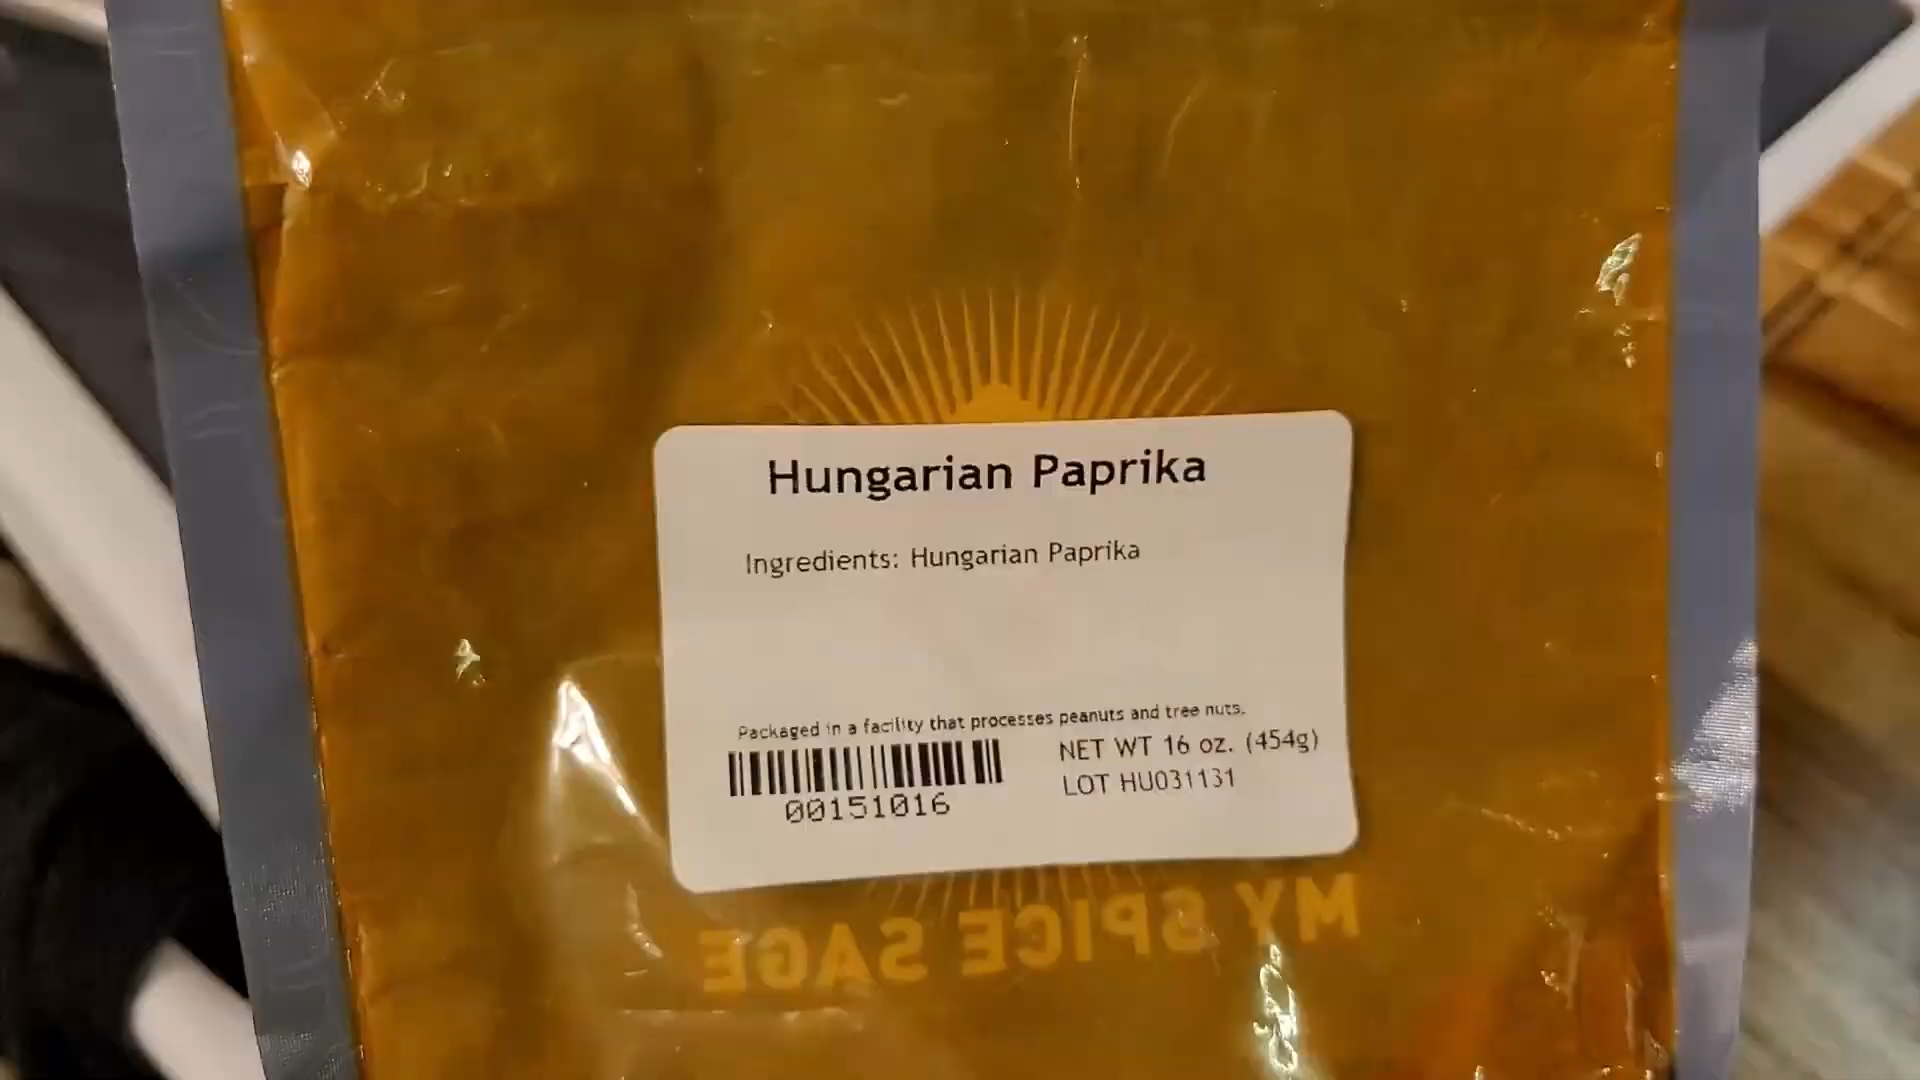 Hungarian Paprika
Ingredients: Hungarian Paprika
Packaged in a facility that processes peanuts and tree nuts.
NET WT 16 oz. (454g)
LOT HU031131
00151016
MY SPICE SAGE